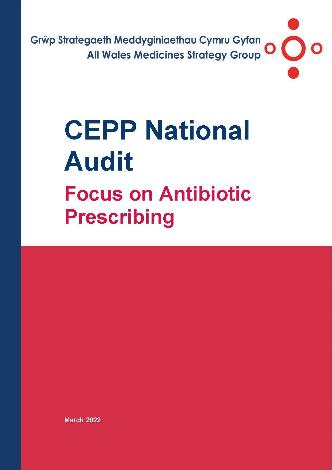 Grŵp Strategaeth Meddyginiaethau Cymru Gyfan
All Wales Medicines Strategy Group
CEPP National
Audit
Focus on Antibiotic
Prescribing
March 2022